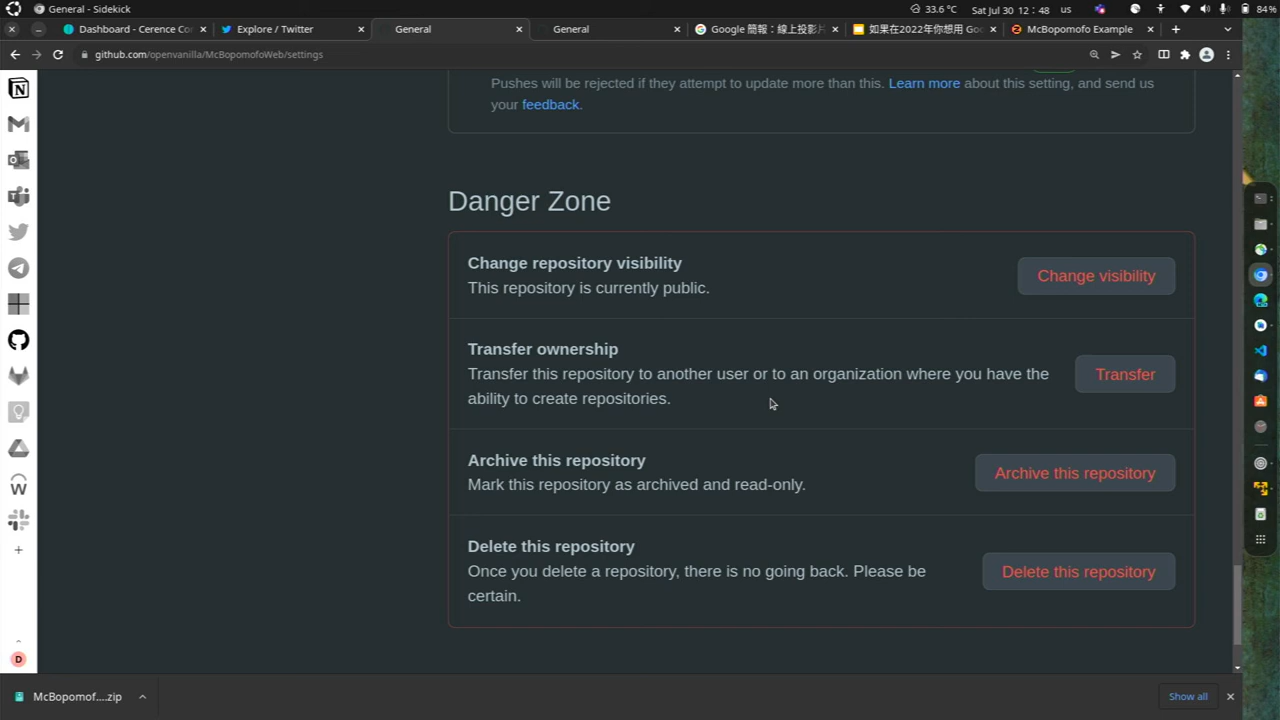 General - Sidekick
33.6 °C
Sat Jul 30 12:48
us
84%
Dashboard - Cerence Co
Explore / Twitter
General
General
Google 簡報：線上投影片
如果在2022年你想用 Goo
McBopomofo Example
github.com/openvanilla/McBopomofoWeb/settings
Pushes will be rejected if they attempt to update more than this. Learn more about this setting, and send us
your feedback.
Danger Zone
Change repository visibility
This repository is currently public.
Change visibility
Transfer ownership
Transfer this repository to another user or to an organization where you have the
ability to create repositories.
Transfer
Archive this repository
Mark this repository as archived and read-only.
Archive this repository
Delete this repository
Once you delete a repository, there is no going back. Please be
certain.
Delete this repository
D
McBopomof....zip
Show all